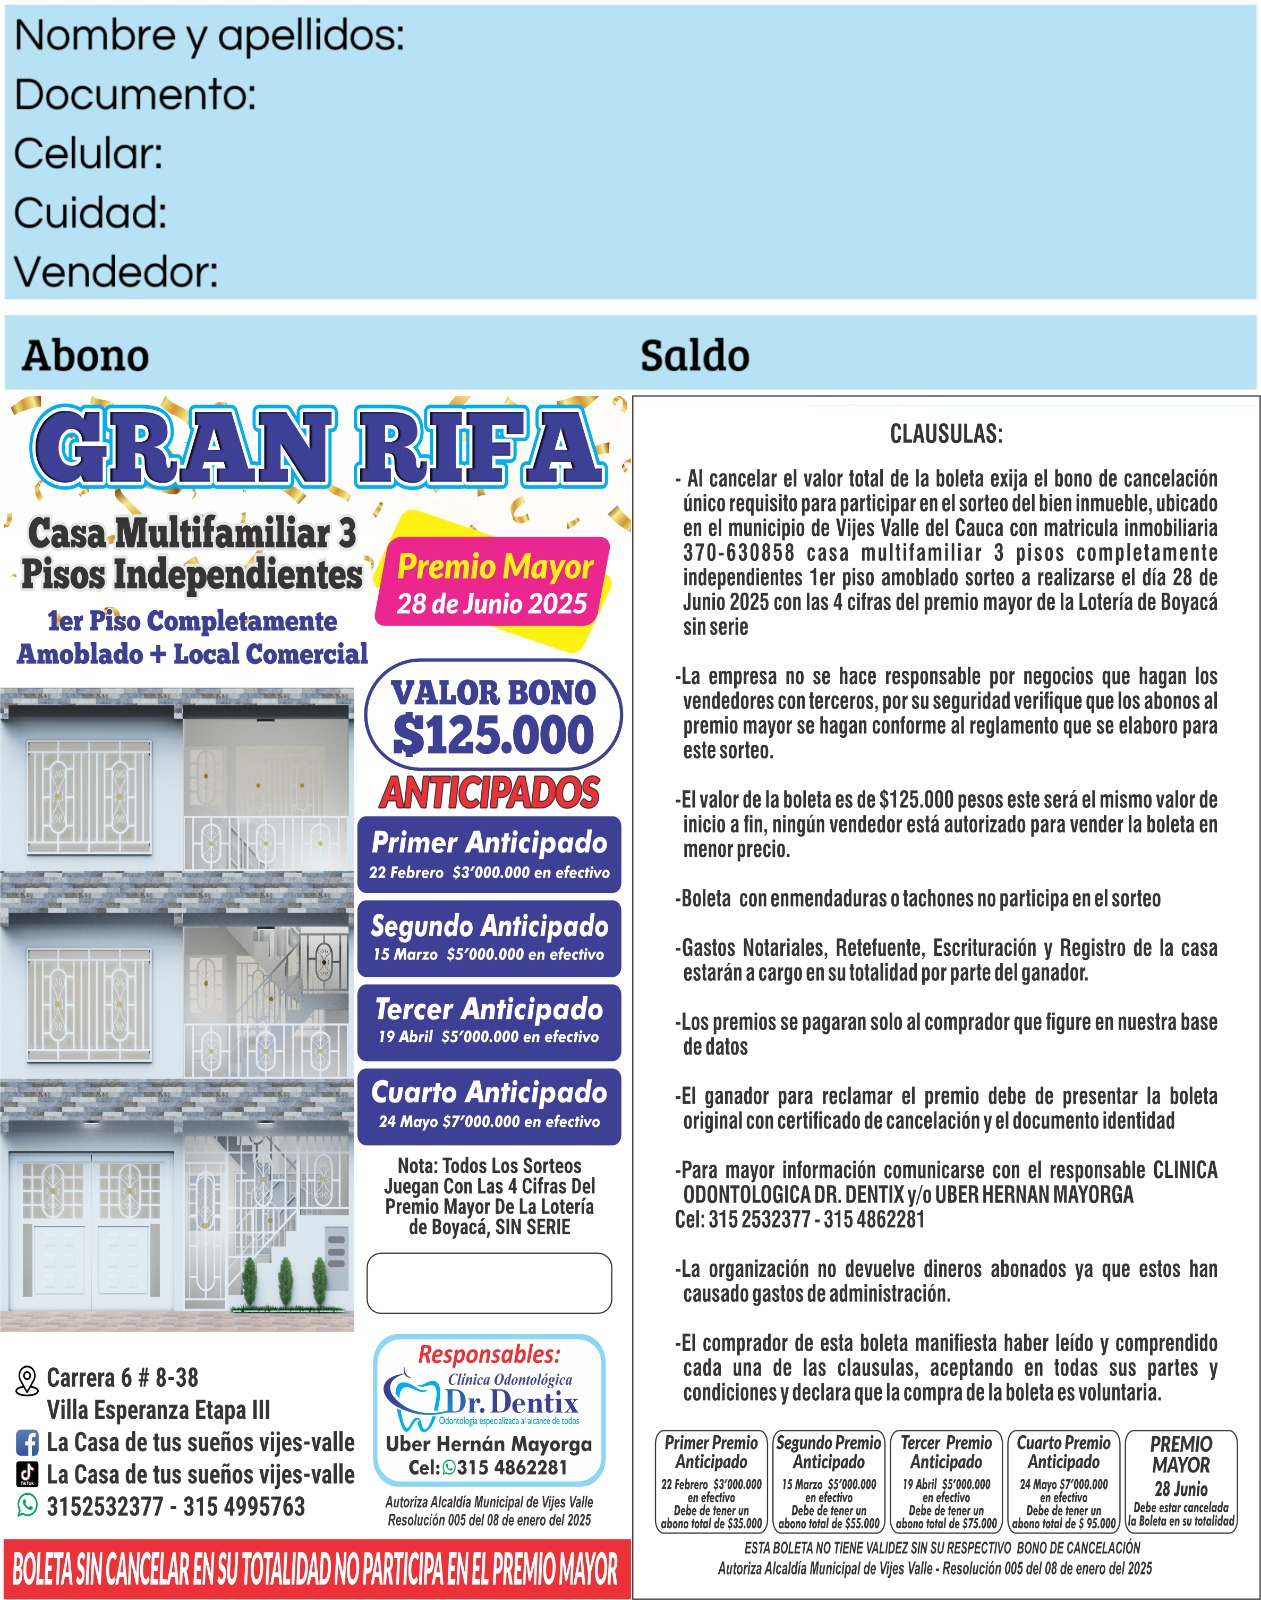 Nombre y apellidos:
Documento:
Celular:
Cuidad:
Vendedor:
Abono
Saldo
GRAN RIFA
Casa Multifamiliar 3
Pisos Independientes
1er Piso Completamente
Amoblado + Local Comercial
Premio Mayor
28 de Junio 2025
VALOR BONO
$125.000
ANTICIPADOS
Primer Anticipado
22 Febrero $3'000.000 en efectivo
Segundo Anticipado
15 Marzo $5'000.000 en efectivo
Tercer Anticipado
19 Abril $5'000.000 en efectivo
Cuarto Anticipado
24 Mayo $7'000.000 en efectivo
Nota: Todos Los Sorteos
Juegan Con Las 4 Cifras Del
Premio Mayor De La Lotería
de Boyacá, SIN SERIE
Responsables:
Clínica Odontológica
Dr. Dentix
Odontología especializada al alcance de todos
Uber Hernán Mayorga
Cel: 315 4862281
Autoriza Alcaldía Municipal de Vijes Valle
Resolución 005 del 08 de enero del 2025
Carrera 6 # 8-38
Villa Esperanza Etapa III
La Casa de tus sueños vijes-valle
La Casa de tus sueños vijes-valle
3152532377 - 315 4995763
BOLETA SIN CANCELAR EN SU TOTALIDAD NO PARTICIPA EN EL PREMIO MAYOR
CLAUSULAS:
- Al cancelar el valor total de la boleta exija el bono de cancelación
único requisito para participar en el sorteo del bien inmueble, ubicado
en el municipio de Vijes Valle del Cauca con matricula inmobiliaria
370-630858 casa multifamiliar 3 pisos completamente
independientes 1er piso amoblado sorteo a realizarse el día 28 de
Junio 2025 con las 4 cifras del premio mayor de la Lotería de Boyacá
sin serie
-La empresa no se hace responsable por negocios que hagan los
vendedores con terceros, por su seguridad verifique que los abonos al
premio mayor se hagan conforme al reglamento que se elaboro para
este sorteo.
-El valor de la boleta es de $125.000 pesos este será el mismo valor de
inicio a fin, ningún vendedor está autorizado para vender la boleta en
menor precio.
-Boleta con enmendaduras o tachones no participa en el sorteo
-Gastos Notariales, Retefuente, Escrituración y Registro de la casa
estarán a cargo en su totalidad por parte del ganador.
-Los premios se pagaran solo al comprador que figure en nuestra base
de datos
-El ganador para reclamar el premio debe de presentar la boleta
original con certificado de cancelación y el documento identidad
-Para mayor información comunicarse con el responsable CLINICA
ODONTOLOGICA DR. DENTIX y/o UBER HERNAN MAYORGA
Cel: 315 2532377 - 315 4862281
-La organización no devuelve dineros abonados ya que estos han
causado gastos de administración.
-El comprador de esta boleta manifiesta haber leído y comprendido
cada una de las clausulas, aceptando en todas sus partes y
condiciones y declara que la compra de la boleta es voluntaria.
Primer Premio
Anticipado
22 Febrero $3'000.000
en efectivo
Debe de tener un
abono total de $35.000
Segundo Premio
Anticipado
15 Marzo $5'000.000
en efectivo
Debe de tener un
abono total de $55.000
Tercer Premio
Anticipado
19 Abril $5'000.000
en efectivo
Debe de tener un
abono total de $75.000
Cuarto Premio
Anticipado
24 Mayo $7'000.000
en efectivo
Debe de tener un
abono total de $ 95.000
PREMIO
MAYOR
28 Junio
Debe estar cancelada
la Boleta en su totalidad
ESTA BOLETA NO TIENE VALIDEZ SIN SU RESPECTIVO BONO DE CANCELACIÓN
Autoriza Alcaldía Municipal de Vijes Valle - Resolución 005 del 08 de enero del 2025